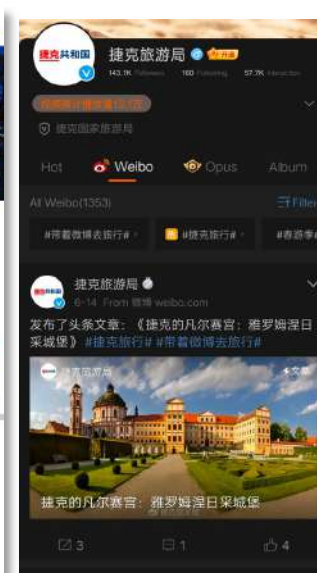 捷克共和国
捷克旅游局
143.1K Followers 160 Following 57.7K Interaction
捷克国家旅游局
Hot Weibo Opus Album
All Weibo(1353) Filter
#带着微博去旅行# #捷克旅行# #春游季
捷克旅游局
6-14 From 微博 weibo.com
发布了头条文章：《捷克的凡尔赛宫：雅罗姆涅日
采城堡》 #捷克旅行# #带着微博去旅行#
捷克旅游局 文章
捷克的凡尔赛宫：雅罗姆涅日采城堡
3 1 4